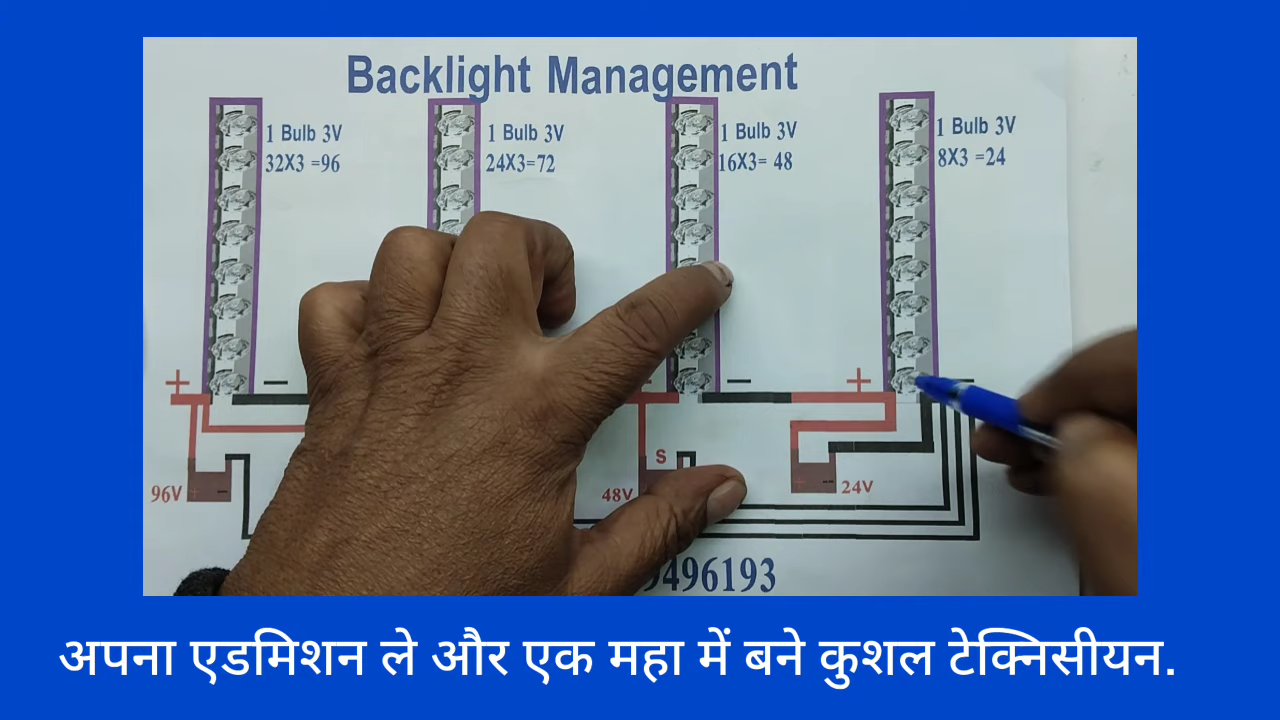 Backlight Management
1 Bulb 3V
32X3 =96
1 Bulb 3V
24X3=72
1 Bulb 3V
16X3= 48
1 Bulb 3V
8X3 =24
+ −
−
+ −
96V
S
48V
24V
9496193
अपना एडमिशन ले और एक महा में बने कुशल टेक्निसीयन.